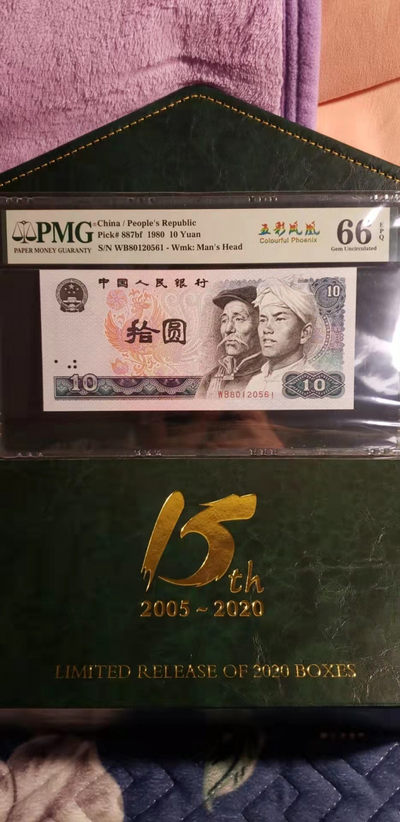 PMG
PAPER MONEY GUARANTY
China / People's Republic
Pick# 887bf 1980 10 Yuan
S/N WB80120561 - Wmk: Man's Head
五彩凤凰
Colourful Phoenix
66 EPQ
Gem Uncirculated
中国人民银行
10
拾圆
10
WB80120561
10
15th
2005~2020
LIMITED RELEASE OF 2020 BOXES